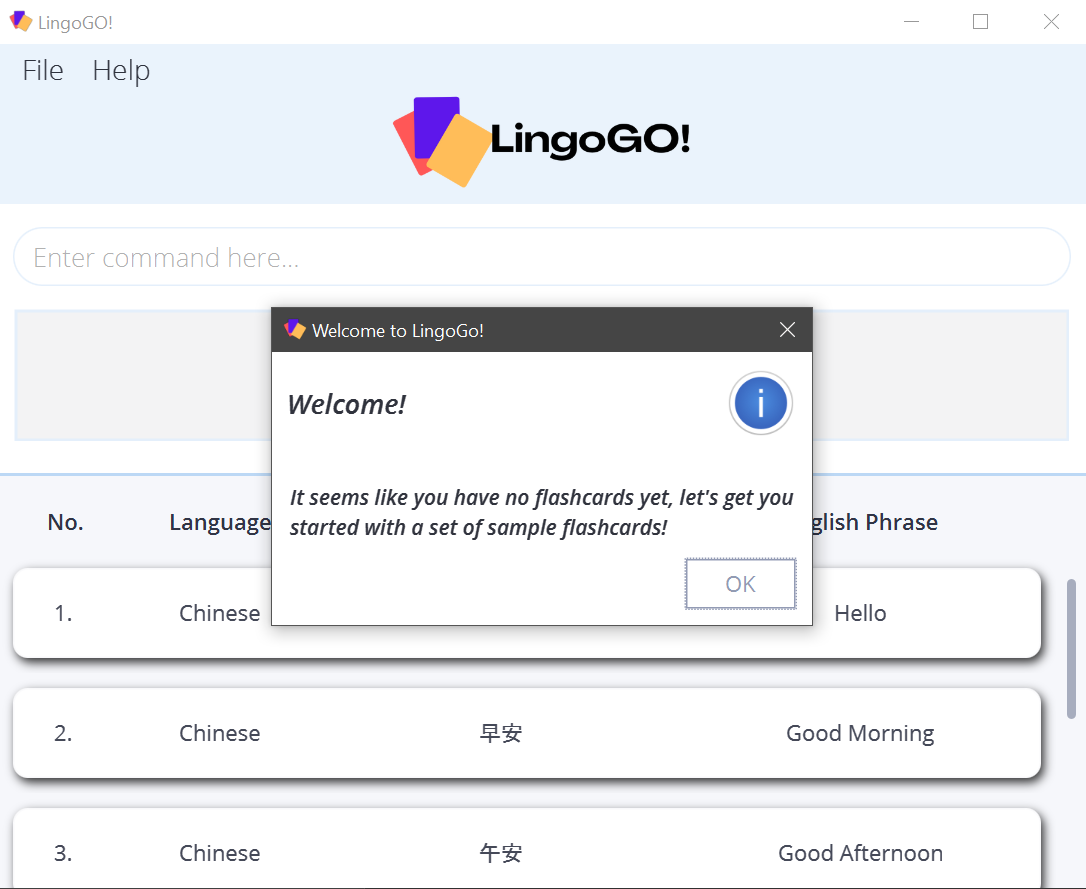 LingoGO!
File Help
LingoGO!
Enter command here...
Welcome to LingoGo!
Welcome!
i
It seems like you have no flashcards yet, let's get you
started with a set of sample flashcards!
OK
No. Language glish Phrase
1. Chinese Hello
2. Chinese 早安 Good Morning
3. Chinese 午安 Good Afternoon